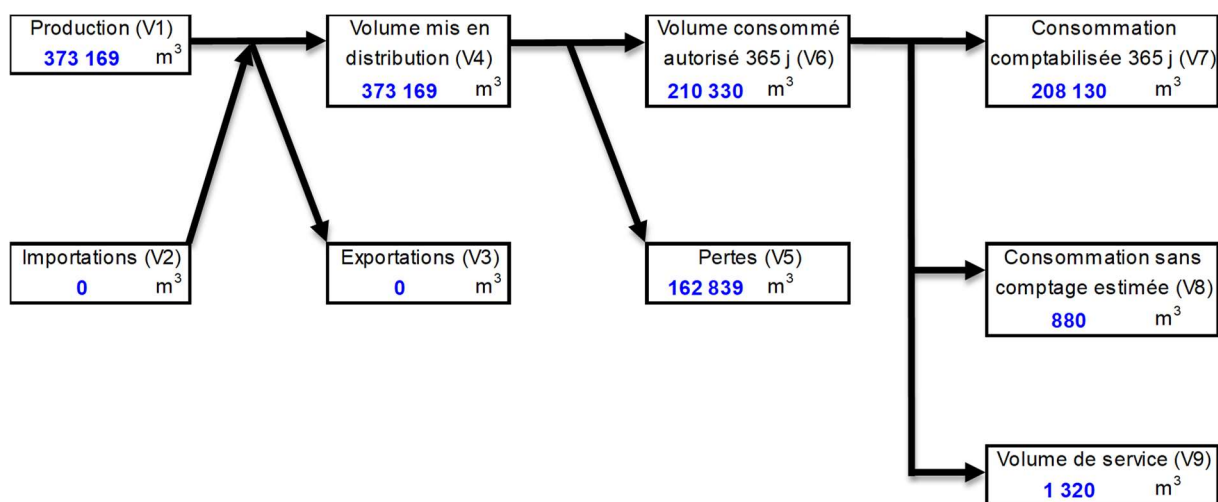 Production (V1)
373 169 m³
Volume mis en
distribution (V4)
373 169 m³
Volume consommé
autorisé 365 j (V6)
210 330 m³
Consommation
comptabilisée 365 j (V7)
208 130 m³
Importations (V2)
0 m³
Exportations (V3)
0 m³
Pertes (V5)
162 839 m³
Consommation sans
comptage estimée (V8)
880 m³
Volume de service (V9)
1 320 m³